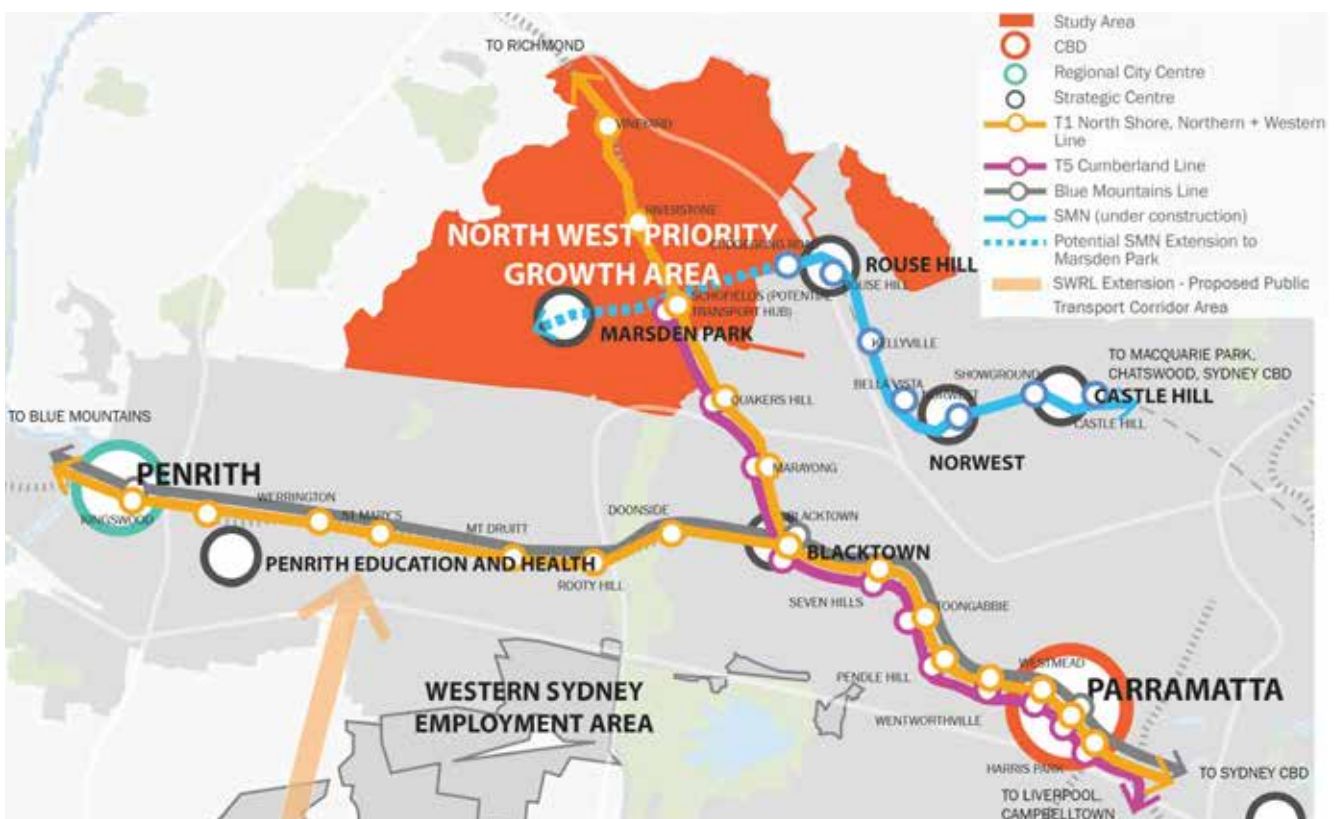 Study Area
CBD
Regional City Centre
Strategic Centre
T1 North Shore, Northern + Western
Line
T5 Cumberland Line
Blue Mountains Line
SMN (under construction)
Potential SMN Extension to
Marsden Park
SWRL Extension - Proposed Public
Transport Corridor Area
TO RICHMOND
VINEYARD
RIVERSTONE
NORTH WEST PRIORITY
GROWTH AREA
CUDDEGONG ROAD
ROUSE HILL
ROUSE HILL
SCHOFIELDS (POTENTIAL
TRANSPORT HUB)
MARSDEN PARK
KELLYVILLE
TO MACQUARIE PARK,
CHATSWOOD, SYDNEY CBD
SHOWGROUND
BELLA VISTA
NORWEST
CASTLE HILL
CASTLE HILL
NORWEST
QUAKERS HILL
TO BLUE MOUNTAINS
MARAYONG
PENRITH
KINGSWOOD
WERRINGTON
ST MARYS
MT DRUITT
DOONSIDE
BLACKTOWN
BLACKTOWN
PENRITH EDUCATION AND HEALTH
ROOTY HILL
SEVEN HILLS
TOONGABBIE
WESTERN SYDNEY
EMPLOYMENT AREA
PENDLE HILL
WESTMEAD
PARRAMATTA
WENTWORTHVILLE
HARRIS PARK
TO SYDNEY CBD
TO LIVERPOOL,
CAMPBELLTOWN